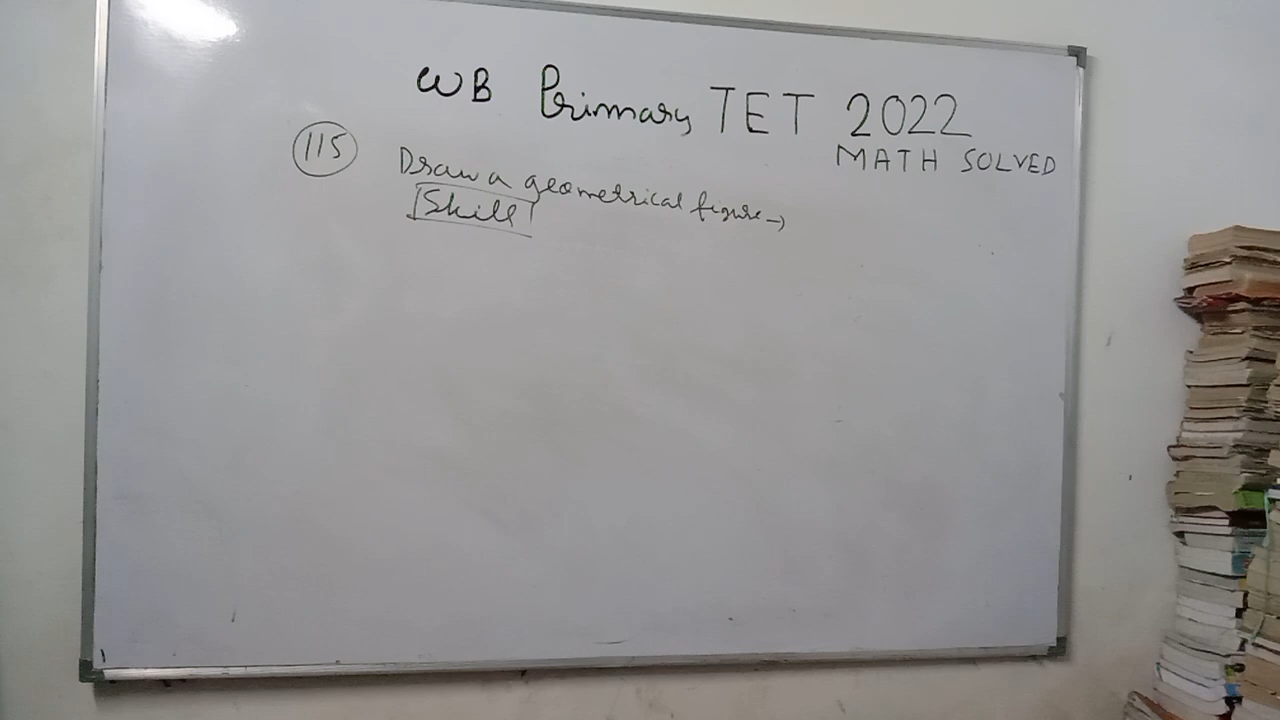 WB Primary TET 2022
MATH SOLVED
115 Draw a geometrical figure →
Skill